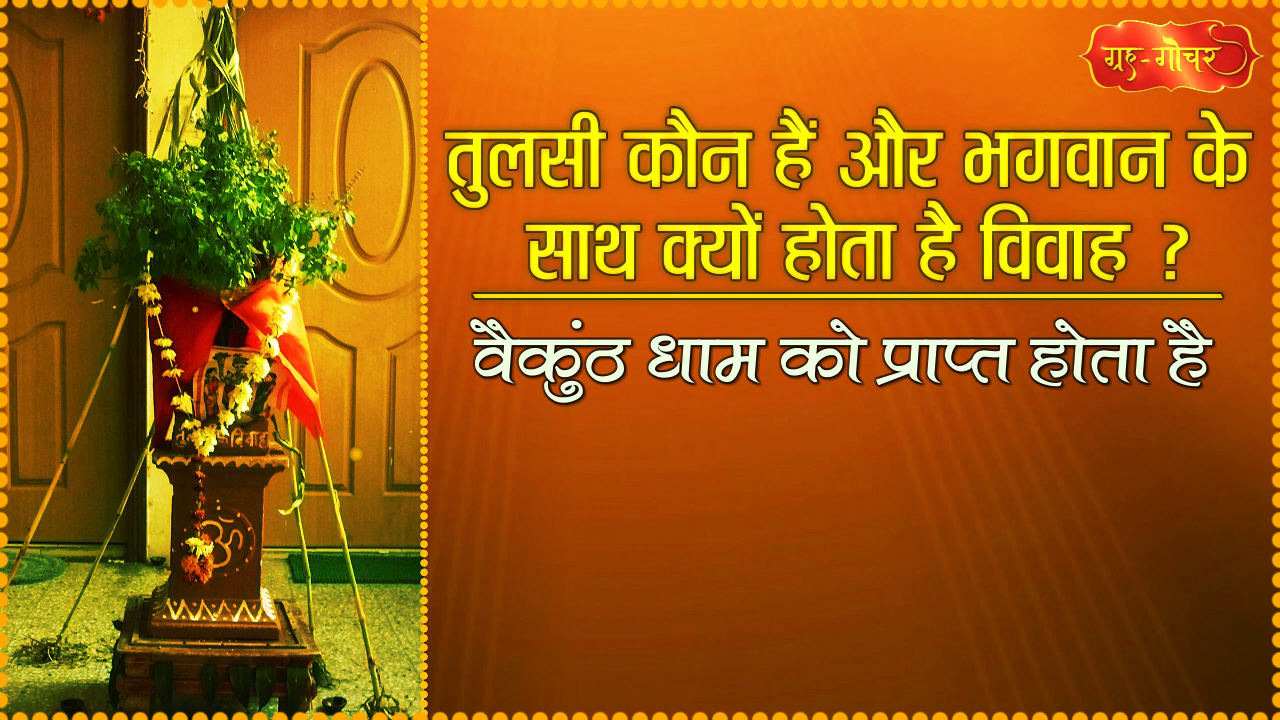 ग्रह-गोचर
तुलसी कौन हैं और भगवान के
साथ क्यों होता है विवाह ?
वैकुंठ धाम को प्राप्त होता है
ॐ